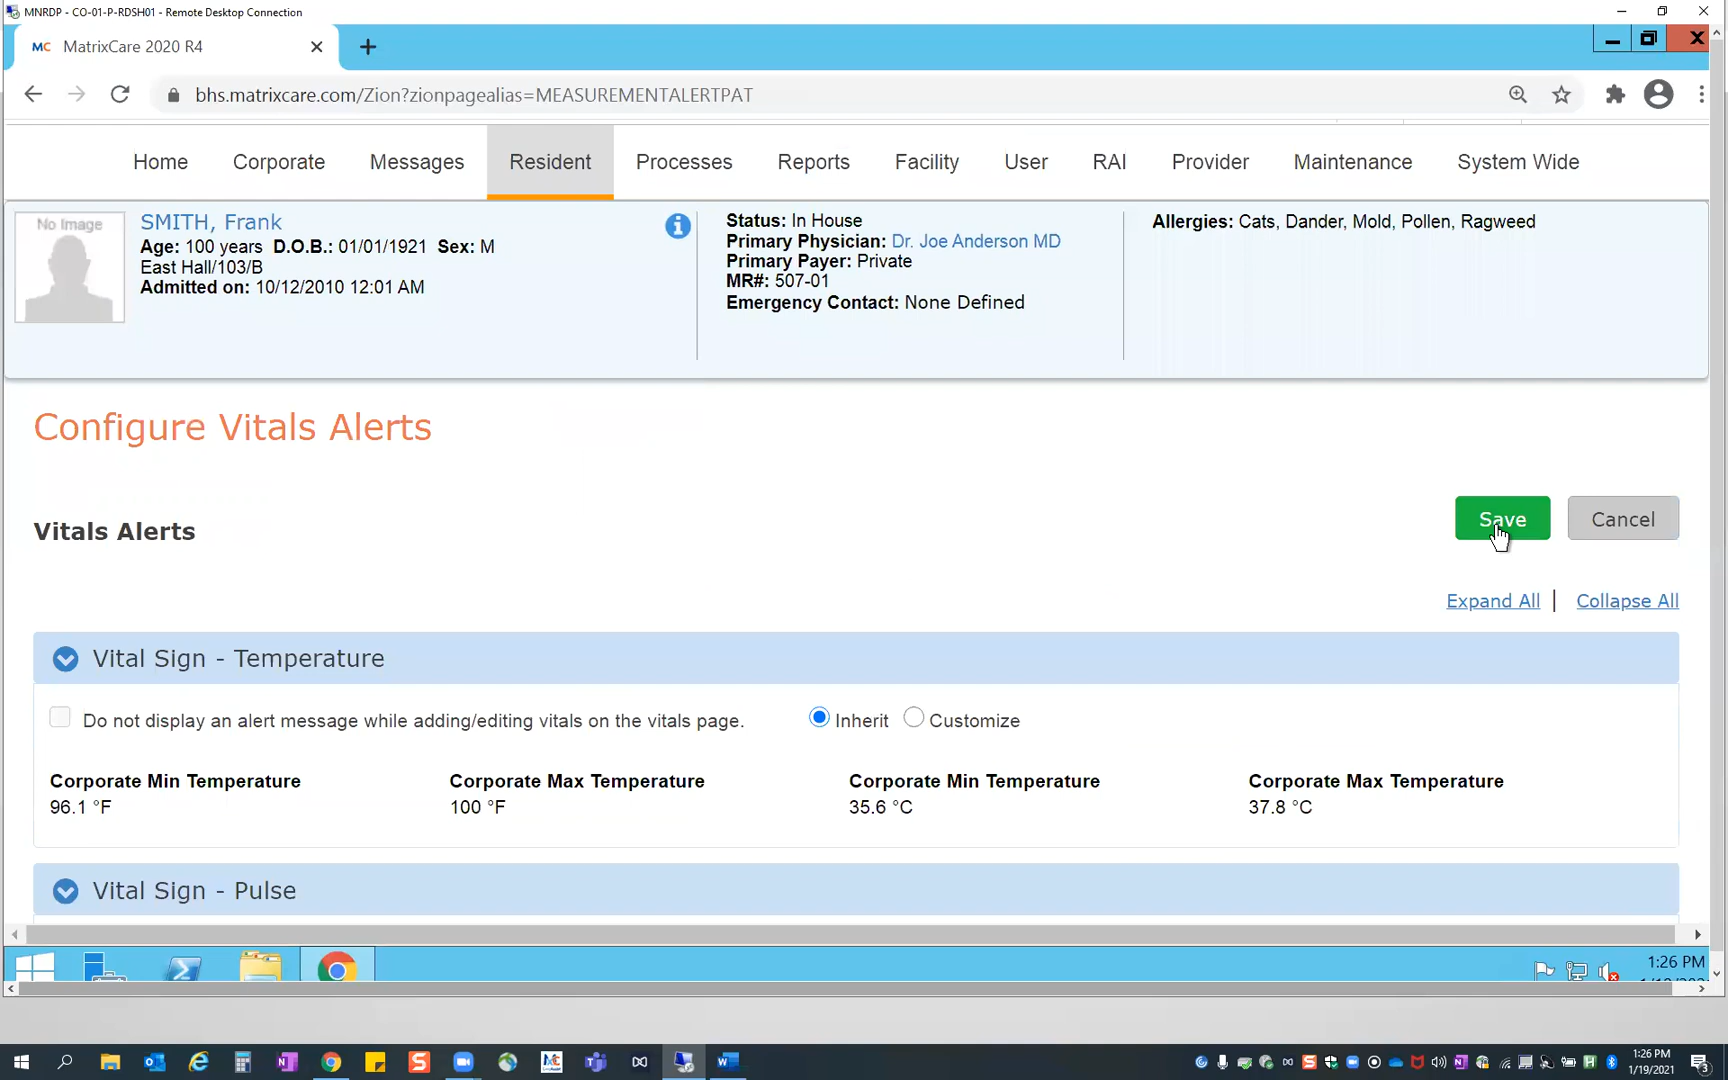 MNRDP - CO-01-P-RDSH01 - Remote Desktop Connection
MC MatrixCare 2020 R4
bhs.matrixcare.com/Zion?zionpagealias=MEASUREMENTALERTPAT
Home Corporate Messages Resident Processes Reports Facility User RAI Provider Maintenance System Wide
No Image
SMITH, Frank
Age: 100 years D.O.B.: 01/01/1921 Sex: M
East Hall/103/B
Admitted on: 10/12/2010 12:01 AM
Status: In House
Primary Physician: Dr. Joe Anderson MD
Primary Payer: Private
MR#: 507-01
Emergency Contact: None Defined
Allergies: Cats, Dander, Mold, Pollen, Ragweed
Configure Vitals Alerts
Vitals Alerts
Save Cancel
Expand All | Collapse All
Vital Sign - Temperature
Do not display an alert message while adding/editing vitals on the vitals page. Inherit Customize
Corporate Min Temperature Corporate Max Temperature Corporate Min Temperature Corporate Max Temperature
96.1 °F 100 °F 35.6 °C 37.8 °C
Vital Sign - Pulse
1:26 PM
1:26 PM
1/19/2021